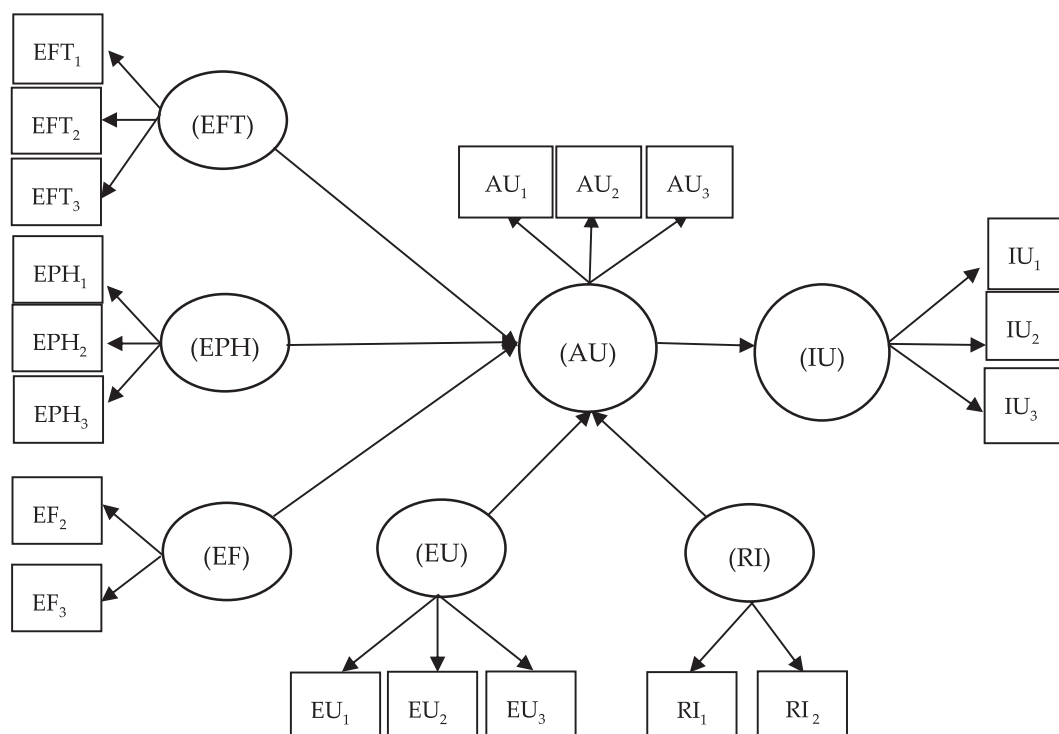 EFT₁
EFT₂
EFT₃
(EFT)
AU₁
AU₂
AU₃
EPH₁
EPH₂
EPH₃
(EPH)
(AU)
(IU)
IU₁
IU₂
IU₃
EF₂
EF₃
(EF)
(EU)
(RI)
EU₁
EU₂
EU₃
RI₁
RI₂